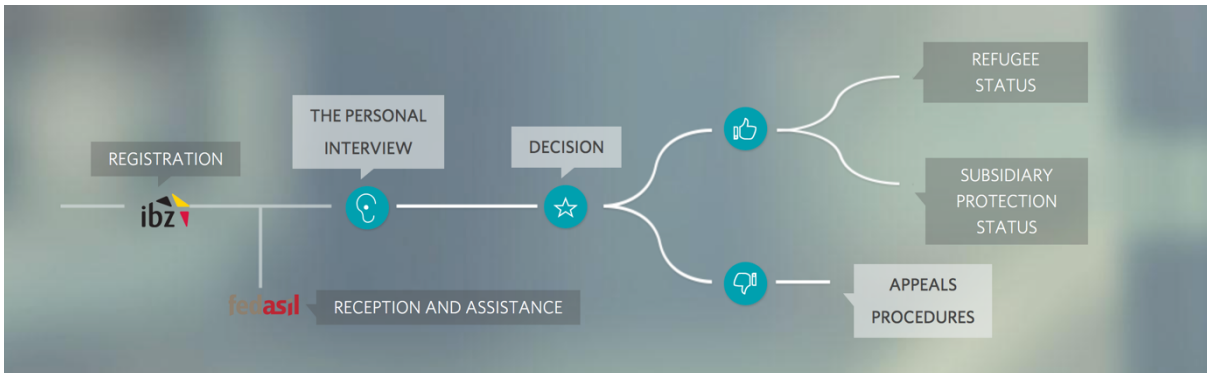 REGISTRATION
ibz
fedasil
RECEPTION AND ASSISTANCE
THE PERSONAL
INTERVIEW
DECISION
REFUGEE
STATUS
SUBSIDIARY
PROTECTION
STATUS
APPEALS
PROCEDURES